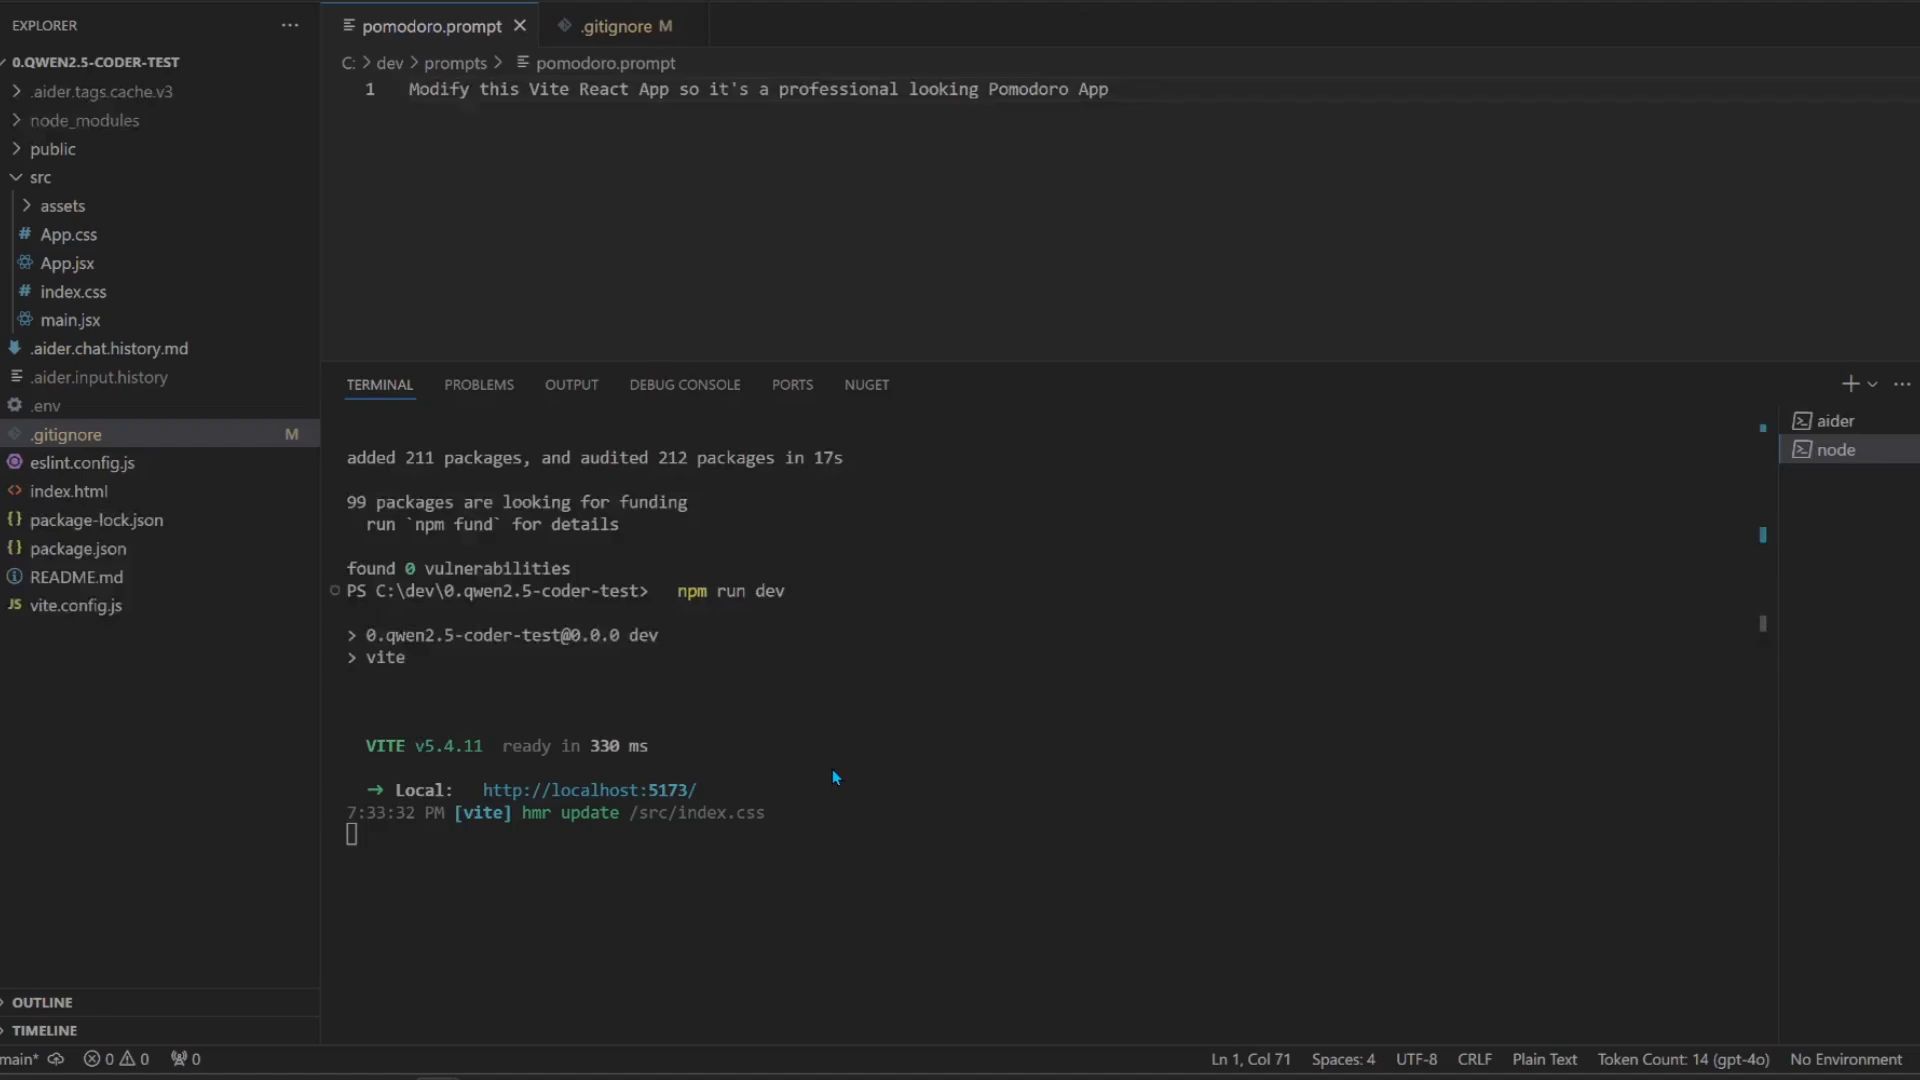 EXPLORER
0.QWEN2.5-CODER-TEST
.aider.tags.cache.v3
node_modules
public
src
assets
App.css
App.jsx
index.css
main.jsx
.aider.chat.history.md
.aider.input.history
.env
.gitignore M
eslint.config.js
index.html
package-lock.json
package.json
README.md
vite.config.js
OUTLINE
TIMELINE
pomodoro.prompt
.gitignore M
C: > dev > prompts > pomodoro.prompt
1 Modify this Vite React App so it's a professional looking Pomodoro App
TERMINAL PROBLEMS OUTPUT DEBUG CONSOLE PORTS NUGET
added 211 packages, and audited 212 packages in 17s
99 packages are looking for funding
run `npm fund` for details
found 0 vulnerabilities
PS C:\dev\0.qwen2.5-coder-test> npm run dev
> 0.qwen2.5-coder-test@0.0.0 dev
> vite
VITE v5.4.11 ready in 330 ms
→ Local: http://localhost:5173/
7:33:32 PM [vite] hmr update /src/index.css
aider
node
main* 0 0 0 Ln 1, Col 71 Spaces: 4 UTF-8 CRLF Plain Text Token Count: 14 (gpt-4o) No Environment